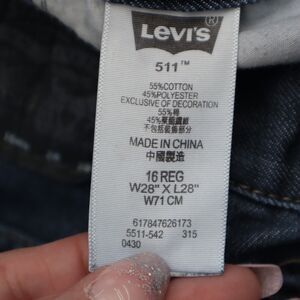 Levi's®
511™
55%COTTON
45%POLYESTER
EXCLUSIVE OF DECORATION
55%棉
45%聚酯纖維
不包括裝飾部分
MADE IN CHINA
中國製造
16 REG
W28" X L28"
W71 CM
617847626173
5511-542 315
0430